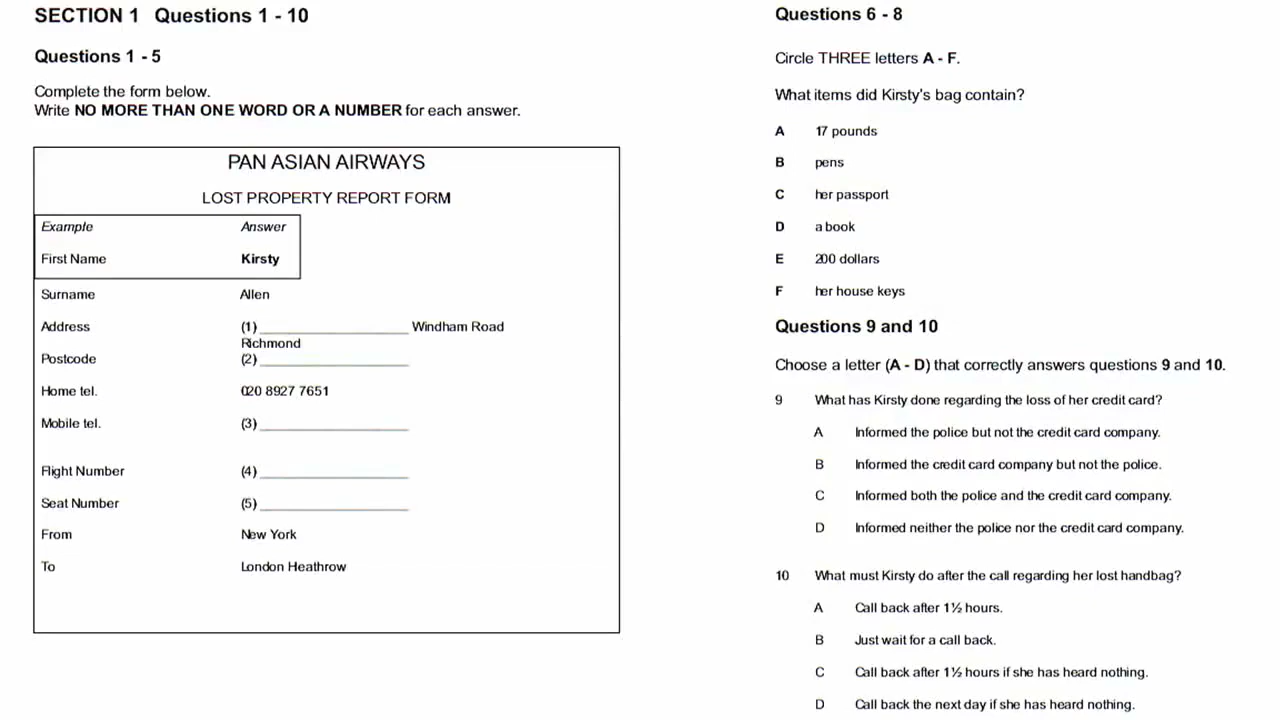 SECTION 1 Questions 1 - 10
Questions 1 - 5
Complete the form below.
Write NO MORE THAN ONE WORD OR A NUMBER for each answer.
PAN ASIAN AIRWAYS
LOST PROPERTY REPORT FORM
Example Answer
First Name Kirsty
Surname Allen
Address (1)____________________ Windham Road
Richmond
Postcode (2)____________________
Home tel. 020 8927 7651
Mobile tel. (3)____________________
Flight Number (4)____________________
Seat Number (5)____________________
From New York
To London Heathrow
Questions 6 - 8
Circle THREE letters A - F.
What items did Kirsty's bag contain?
A 17 pounds
B pens
C her passport
D a book
E 200 dollars
F her house keys
Questions 9 and 10
Choose a letter (A - D) that correctly answers questions 9 and 10.
9 What has Kirsty done regarding the loss of her credit card?
A Informed the police but not the credit card company.
B Informed the credit card company but not the police.
C Informed both the police and the credit card company.
D Informed neither the police nor the credit card company.
10 What must Kirsty do after the call regarding her lost handbag?
A Call back after 1½ hours.
B Just wait for a call back.
C Call back after 1½ hours if she has heard nothing.
D Call back the next day if she has heard nothing.